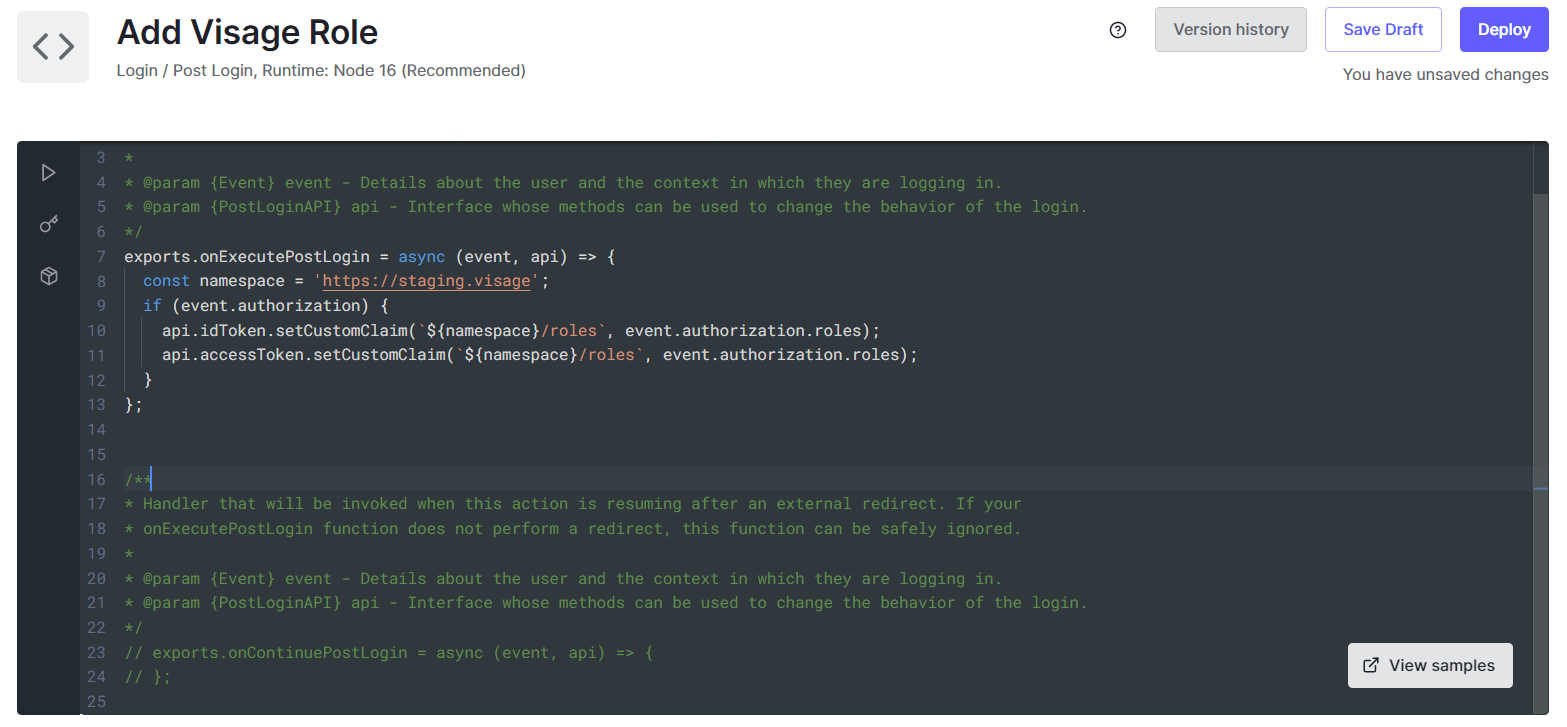 Add Visage Role
Login / Post Login, Runtime: Node 16 (Recommended)
Version history
Save Draft
Deploy
You have unsaved changes
3 *
4 * @param {Event} event - Details about the user and the context in which they are logging in.
5 * @param {PostLoginAPI} api - Interface whose methods can be used to change the behavior of the login.
6 */
7 exports.onExecutePostLogin = async (event, api) => {
8 const namespace = 'https://staging.visage';
9 if (event.authorization) {
10 api.idToken.setCustomClaim(`${namespace}/roles`, event.authorization.roles);
11 api.accessToken.setCustomClaim(`${namespace}/roles`, event.authorization.roles);
12 }
13 };
14
15
16 /**
17 * Handler that will be invoked when this action is resuming after an external redirect. If your
18 * onExecutePostLogin function does not perform a redirect, this function can be safely ignored.
19 *
20 * @param {Event} event - Details about the user and the context in which they are logging in.
21 * @param {PostLoginAPI} api - Interface whose methods can be used to change the behavior of the login.
22 */
23 // exports.onContinuePostLogin = async (event, api) => {
24 // };
25
View samples